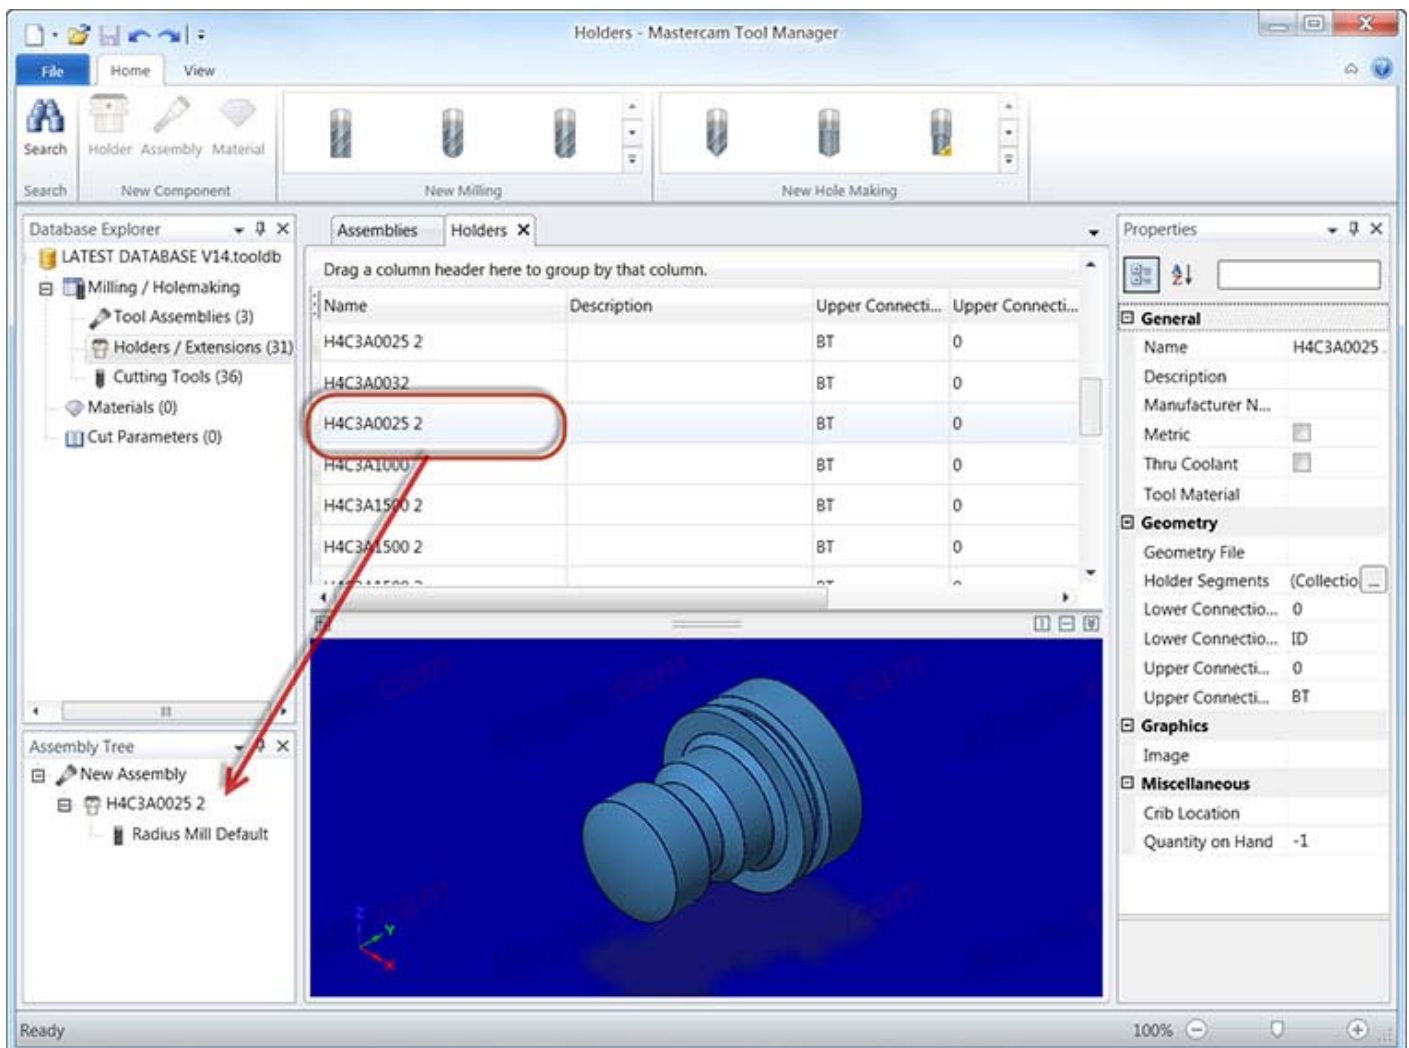 Holders - Mastercam Tool Manager
File Home View
Search
Holder Assembly Material
Search New Component New Milling New Hole Making
Database Explorer
LATEST DATABASE V14.tooldb
Milling / Holemaking
Tool Assemblies (3)
Holders / Extensions (31)
Cutting Tools (36)
Materials (0)
Cut Parameters (0)
Assembly Tree
New Assembly
H4C3A0025 2
Radius Mill Default
Assemblies Holders
Drag a column header here to group by that column.
Name Description Upper Connecti... Upper Connecti...
H4C3A0025 2 BT 0
H4C3A0032 BT 0
H4C3A0025 2 BT 0
H4C3A1000 BT 0
H4C3A1500 2 BT 0
H4C3A1500 2 BT 0
Z
Y
X
Properties
General
Name H4C3A0025 .
Description
Manufacturer N...
Metric
Thru Coolant
Tool Material
Geometry
Geometry File
Holder Segments (Collectio ...
Lower Connectio... 0
Lower Connectio... ID
Upper Connecti... 0
Upper Connecti... BT
Graphics
Image
Miscellaneous
Crib Location
Quantity on Hand -1
Ready 100%